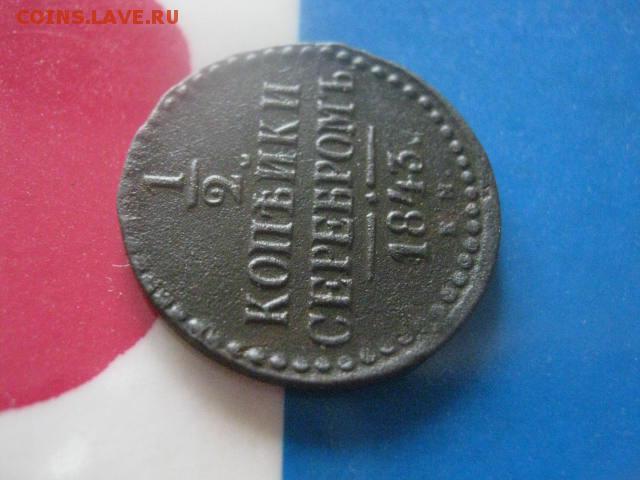 COINS.LAVE.RU
1/2
КОПѢЙКИ
СЕРЕБРОМЪ.
1843.